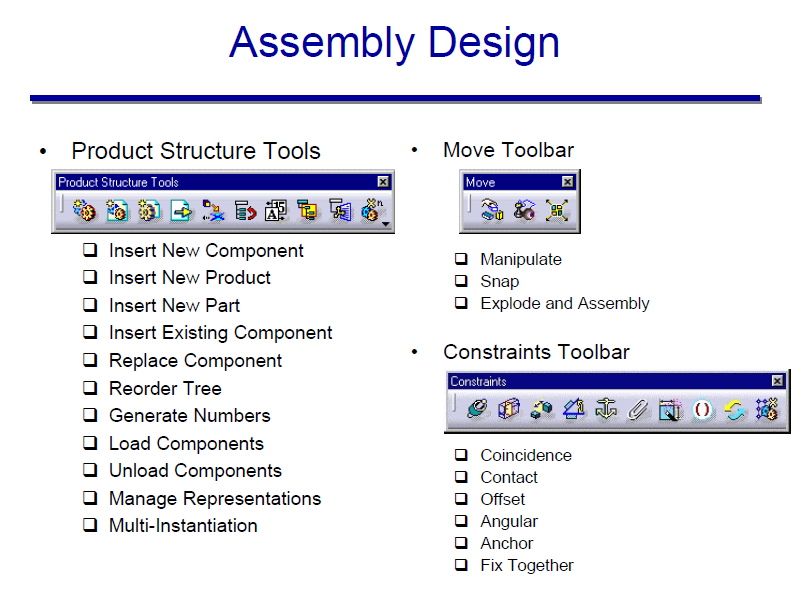 Assembly Design
• Product Structure Tools
Product Structure Tools
❑ Insert New Component
❑ Insert New Product
❑ Insert New Part
❑ Insert Existing Component
❑ Replace Component
❑ Reorder Tree
❑ Generate Numbers
❑ Load Components
❑ Unload Components
❑ Manage Representations
❑ Multi-Instantiation
• Move Toolbar
Move
❑ Manipulate
❑ Snap
❑ Explode and Assembly
• Constraints Toolbar
Constraints
❑ Coincidence
❑ Contact
❑ Offset
❑ Angular
❑ Anchor
❑ Fix Together